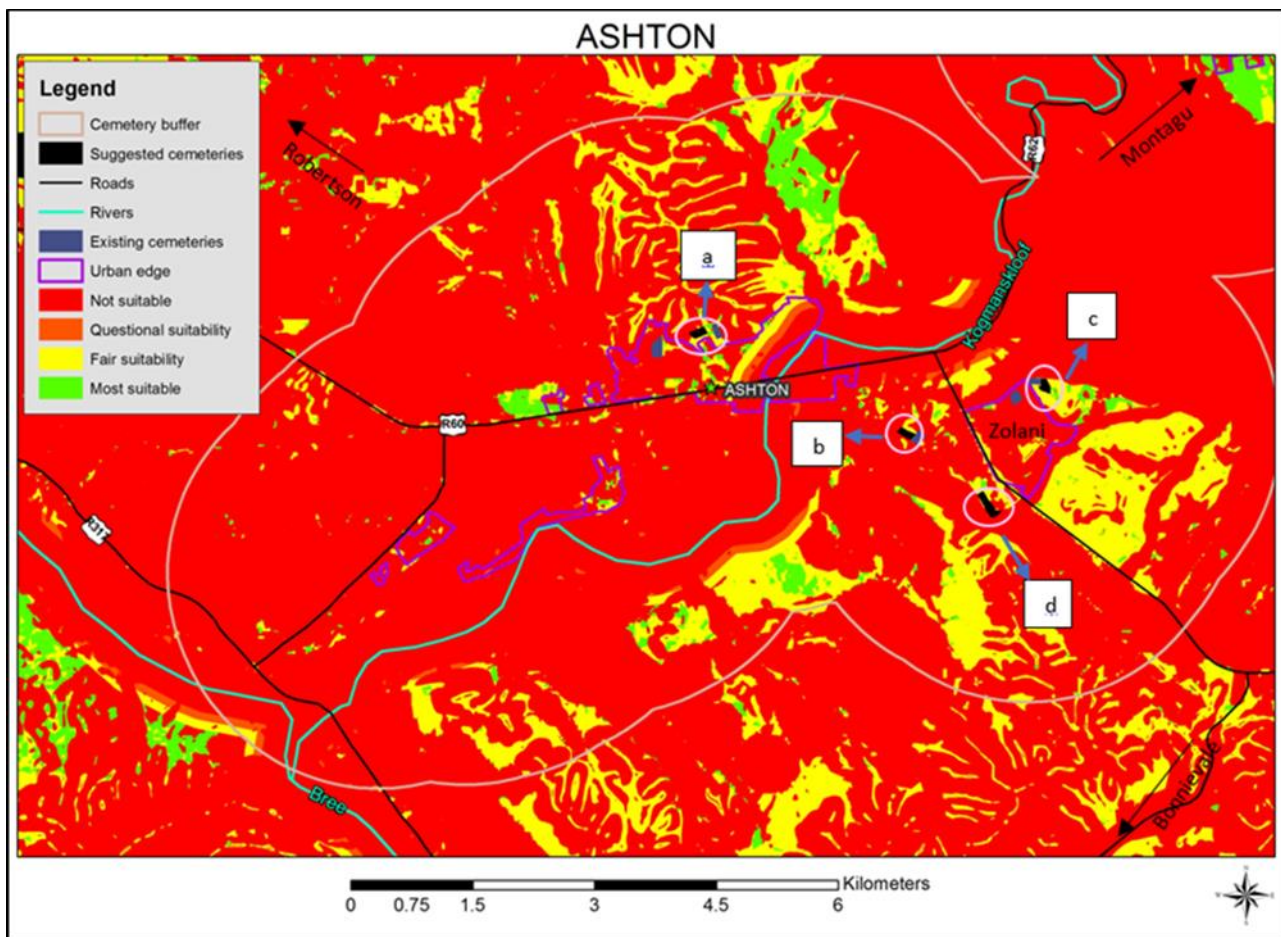 ASHTON
Legend
Cemetery buffer
Suggested cemeteries
Roads
Rivers
Existing cemeteries
Urban edge
Not suitable
Questional suitability
Fair suitability
Most suitable
Robertson
Montagu
R62
a
Kogmanskloof
c
ASHTON
R60
b
Zolani
R317
d
Bree
Bonnievale
Kilometers
0 0.75 1.5 3 4.5 6